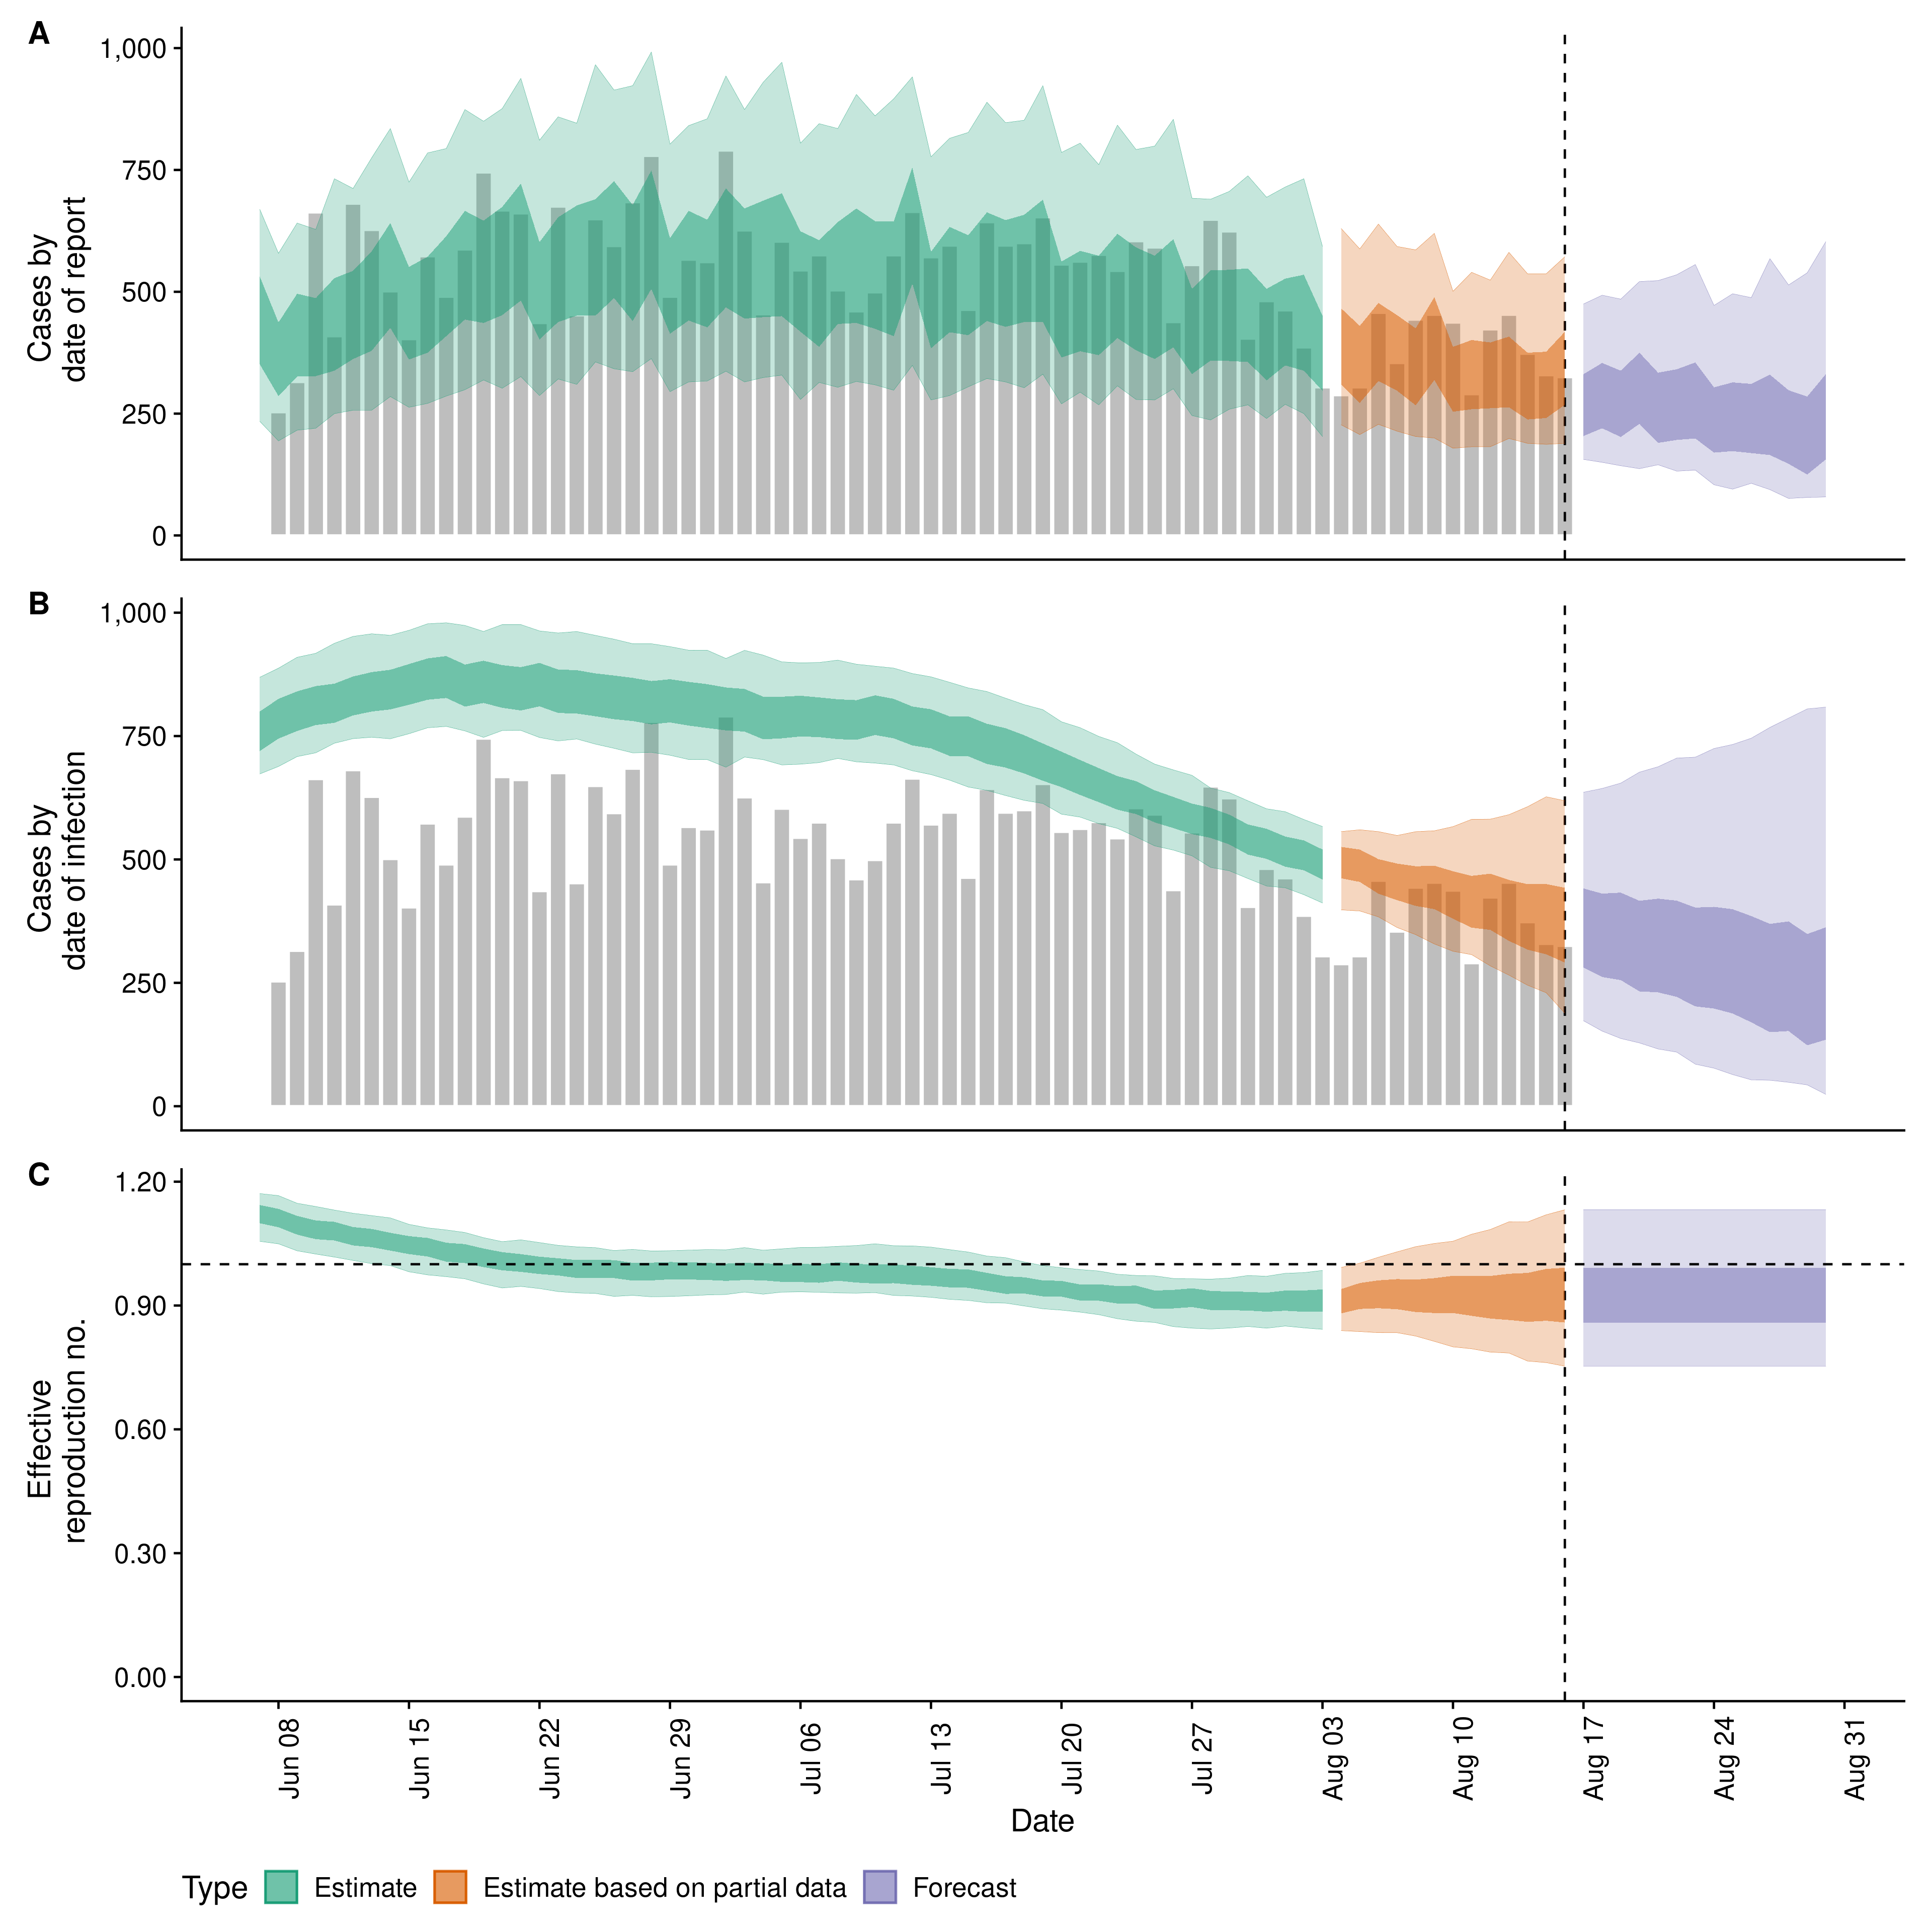 A
1,000
750
500
250
0
Cases by
date of report
B
1,000
750
500
250
0
Cases by
date of infection
C
1.20
0.90
0.60
0.30
0.00
Effective
reproduction no.
Jun 08
Jun 15
Jun 22
Jun 29
Jul 06
Jul 13
Jul 20
Jul 27
Aug 03
Aug 10
Aug 17
Aug 24
Aug 31
Date
Type Estimate Estimate based on partial data Forecast